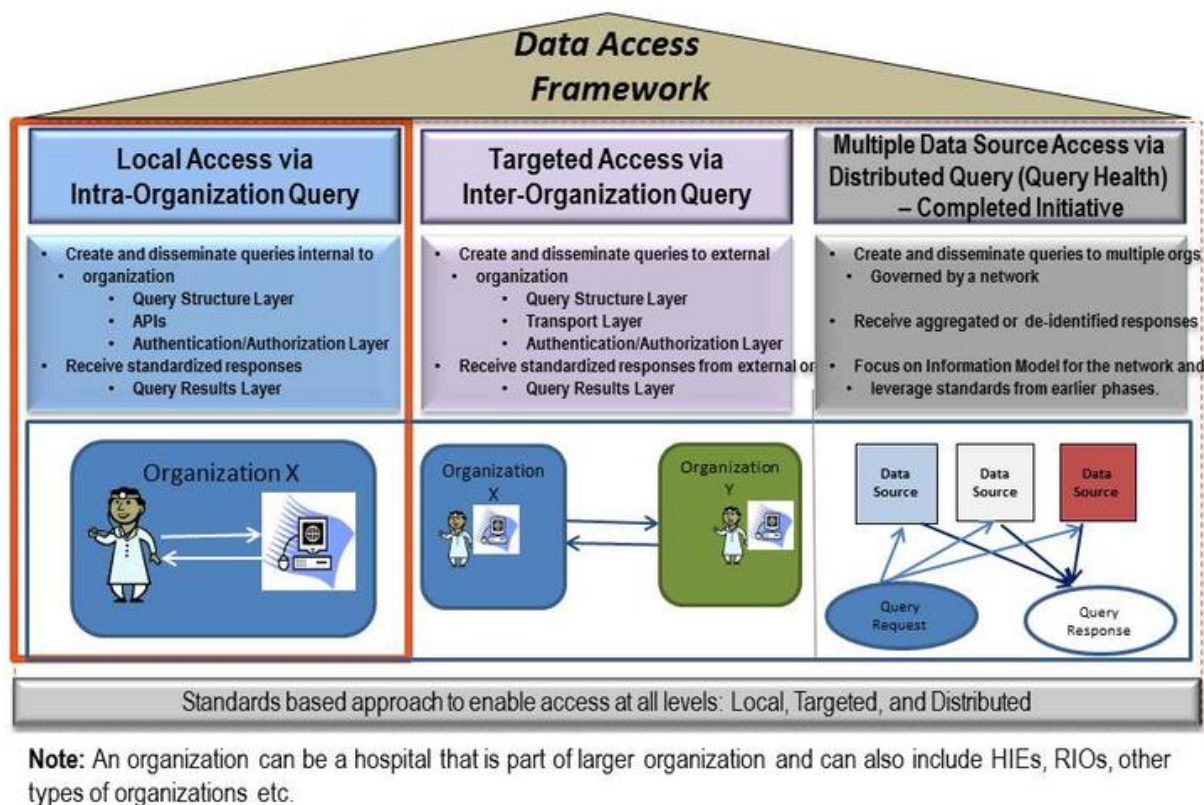 Data Access
Framework
Local Access via
Intra-Organization Query
Targeted Access via
Inter-Organization Query
Multiple Data Source Access via
Distributed Query (Query Health)
– Completed Initiative
• Create and disseminate queries internal to
• organization
• Query Structure Layer
• APIs
• Authentication/Authorization Layer
• Receive standardized responses
• Query Results Layer
• Create and disseminate queries to external
• organization
• Query Structure Layer
• Transport Layer
• Authentication/Authorization Layer
• Receive standardized responses from external or
• Query Results Layer
• Create and disseminate queries to multiple orgs
• Governed by a network
• Receive aggregated or de-identified responses
• Focus on Information Model for the network and
• leverage standards from earlier phases.
Organization X
Organization
X
Organization
Y
Data
Source
Data
Source
Data
Source
Query
Request
Query
Response
Standards based approach to enable access at all levels: Local, Targeted, and Distributed
Note: An organization can be a hospital that is part of larger organization and can also include HIEs, RIOs, other
types of organizations etc.